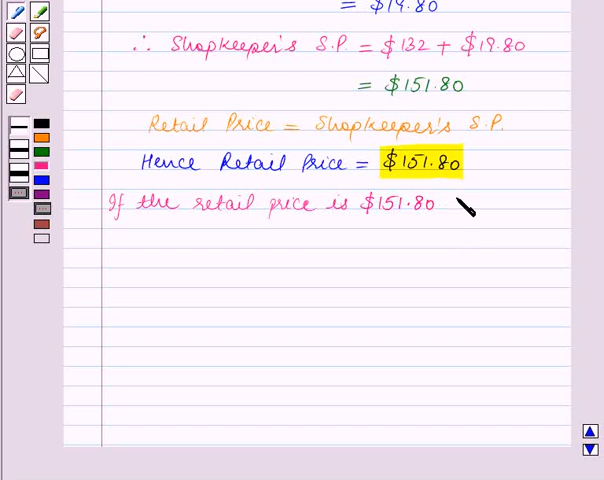 = $19.80
∴ Shopkeeper's S.P. = $132 + $19.80
= $151.80
Retail Price = Shopkeeper's S.P.
Hence Retail Price = $151.80
If the retail price is $151.80